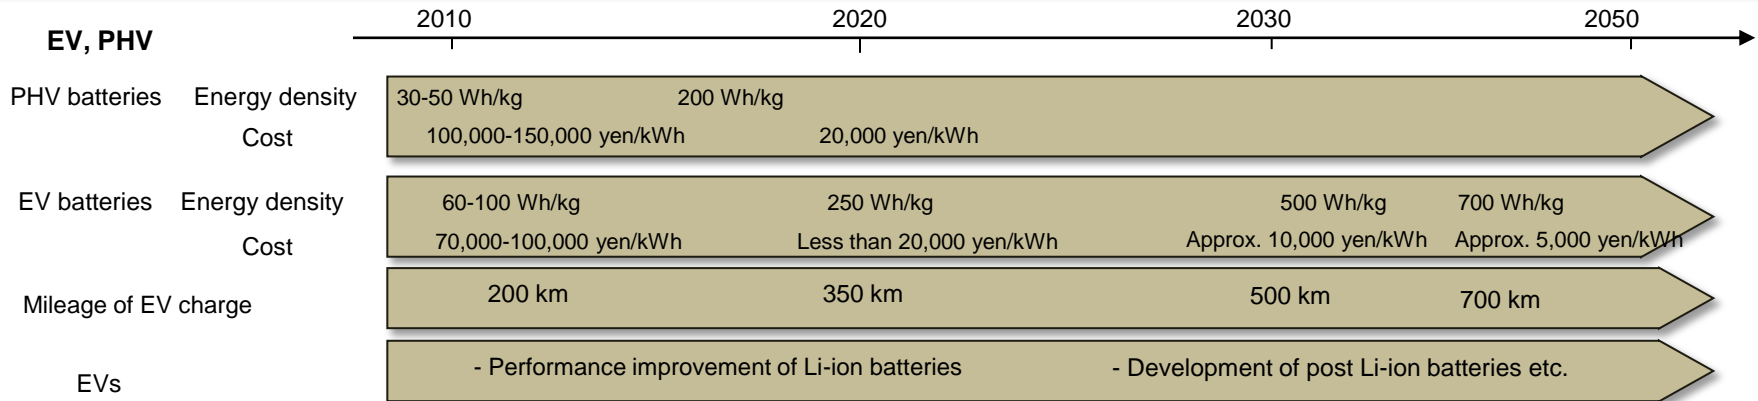 2010 2020 2030 2050
EV, PHV
PHV batteries Energy density 30-50 Wh/kg 200 Wh/kg
Cost 100,000-150,000 yen/kWh 20,000 yen/kWh
EV batteries Energy density 60-100 Wh/kg 250 Wh/kg 500 Wh/kg 700 Wh/kg
Cost 70,000-100,000 yen/kWh Less than 20,000 yen/kWh Approx. 10,000 yen/kWh Approx. 5,000 yen/kWh
Mileage of EV charge 200 km 350 km 500 km 700 km
EVs - Performance improvement of Li-ion batteries - Development of post Li-ion batteries etc.